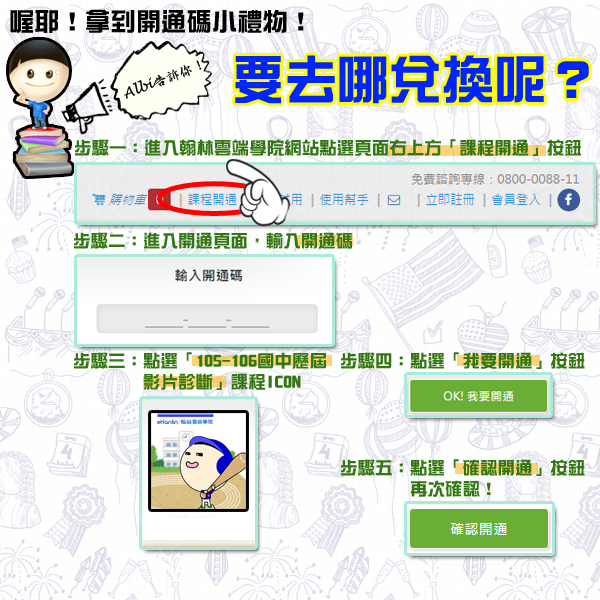 喔耶！拿到開通碼小禮物！
Albi告訴你
要去哪兌換呢？
步驟一：進入翰林雲端學院網站點選頁面右上方「課程開通」按鈕
免費諮詢專線：0800-0088-11
購物車 | 課程開通 用 | 使用幫手 | | 立即註冊 | 會員登入 | f
步驟二：進入開通頁面，輸入開通碼
輸入開通碼
____-____-____
步驟三：點選「105-106國中歷屆
影片診斷」課程ICON
eHanlin 翰林雲端學院
步驟四：點選「我要開通」按鈕
OK! 我要開通
步驟五：點選「確認開通」按鈕
再次確認！
確認開通